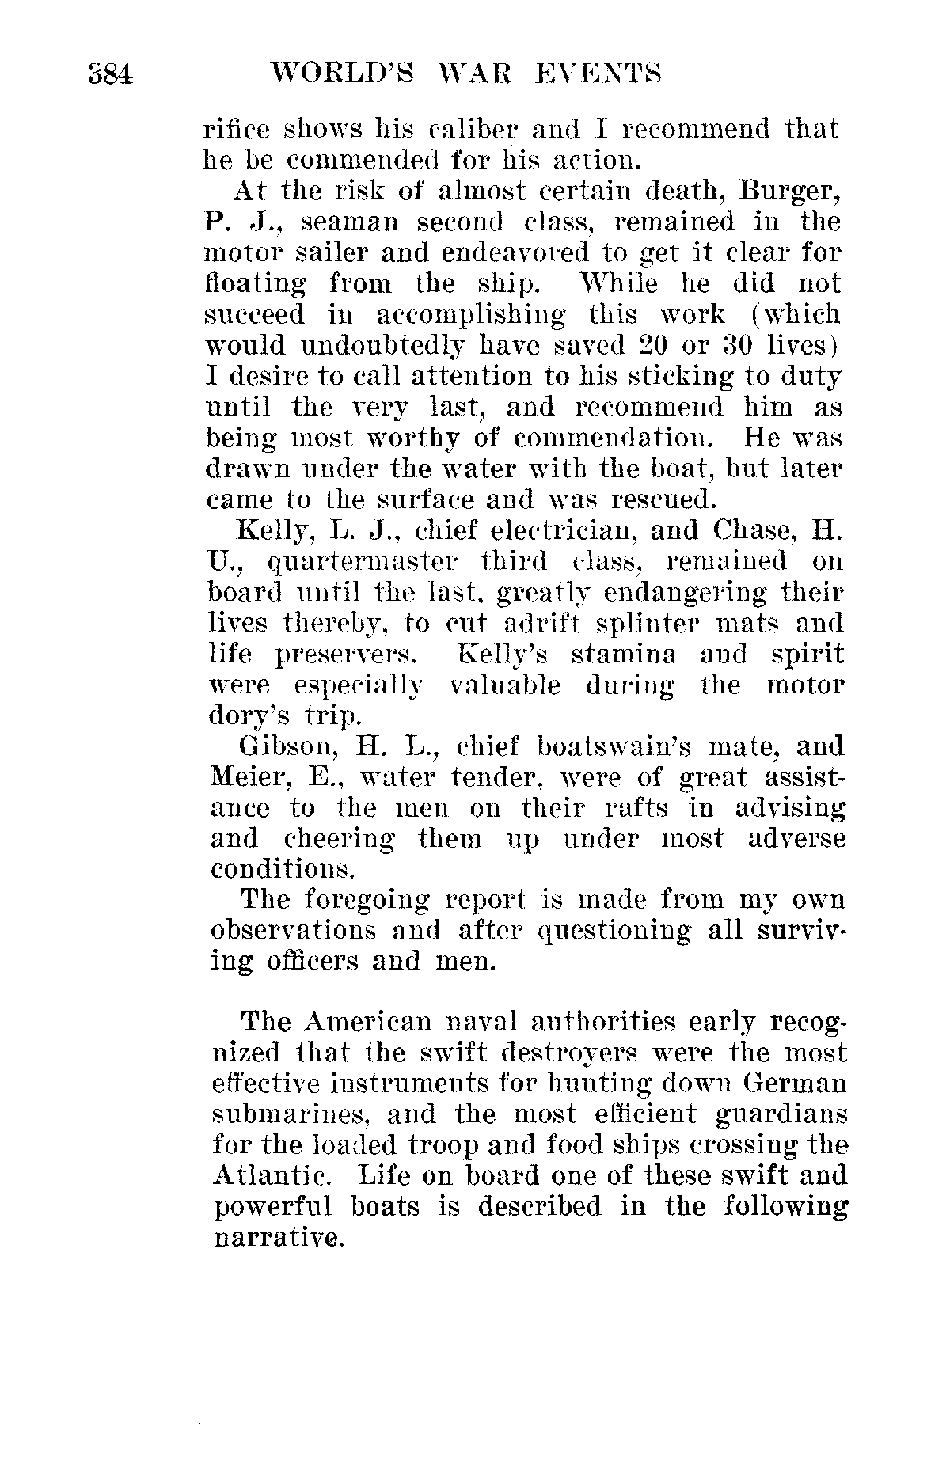 384 WORLD'S WAR EVENTS
rifice shows his caliber and I recommend that
he be commended for his action.
At the risk of almost certain death, Burger,
P. J., seaman second class, remained in the
motor sailer and endeavored to get it clear for
floating from the ship. While he did not
succeed in accomplishing this work (which
would undoubtedly have saved 20 or 30 lives)
I desire to call attention to his sticking to duty
until the very last, and recommend him as
being most worthy of commendation. He was
drawn under the water with the boat, but later
came to the surface and was rescued.
Kelly, L. J., chief electrician, and Chase, H.
U., quartermaster third class, remained on
board until the last, greatly endangering their
lives thereby, to cut adrift splinter mats and
life preservers. Kelly's stamina and spirit
were especially valuable during the motor
dory's trip.
Gibson, H. L., chief boatswain's mate, and
Meier, E., water tender, were of great assist-
ance to the men on their rafts in advising
and cheering them up under most adverse
conditions.
The foregoing report is made from my own
observations and after questioning all surviv-
ing officers and men.
The American naval authorities early recog-
nized that the swift destroyers were the most
effective instruments for hunting down German
submarines, and the most efficient guardians
for the loaded troop and food ships crossing the
Atlantic. Life on board one of these swift and
powerful boats is described in the following
narrative.